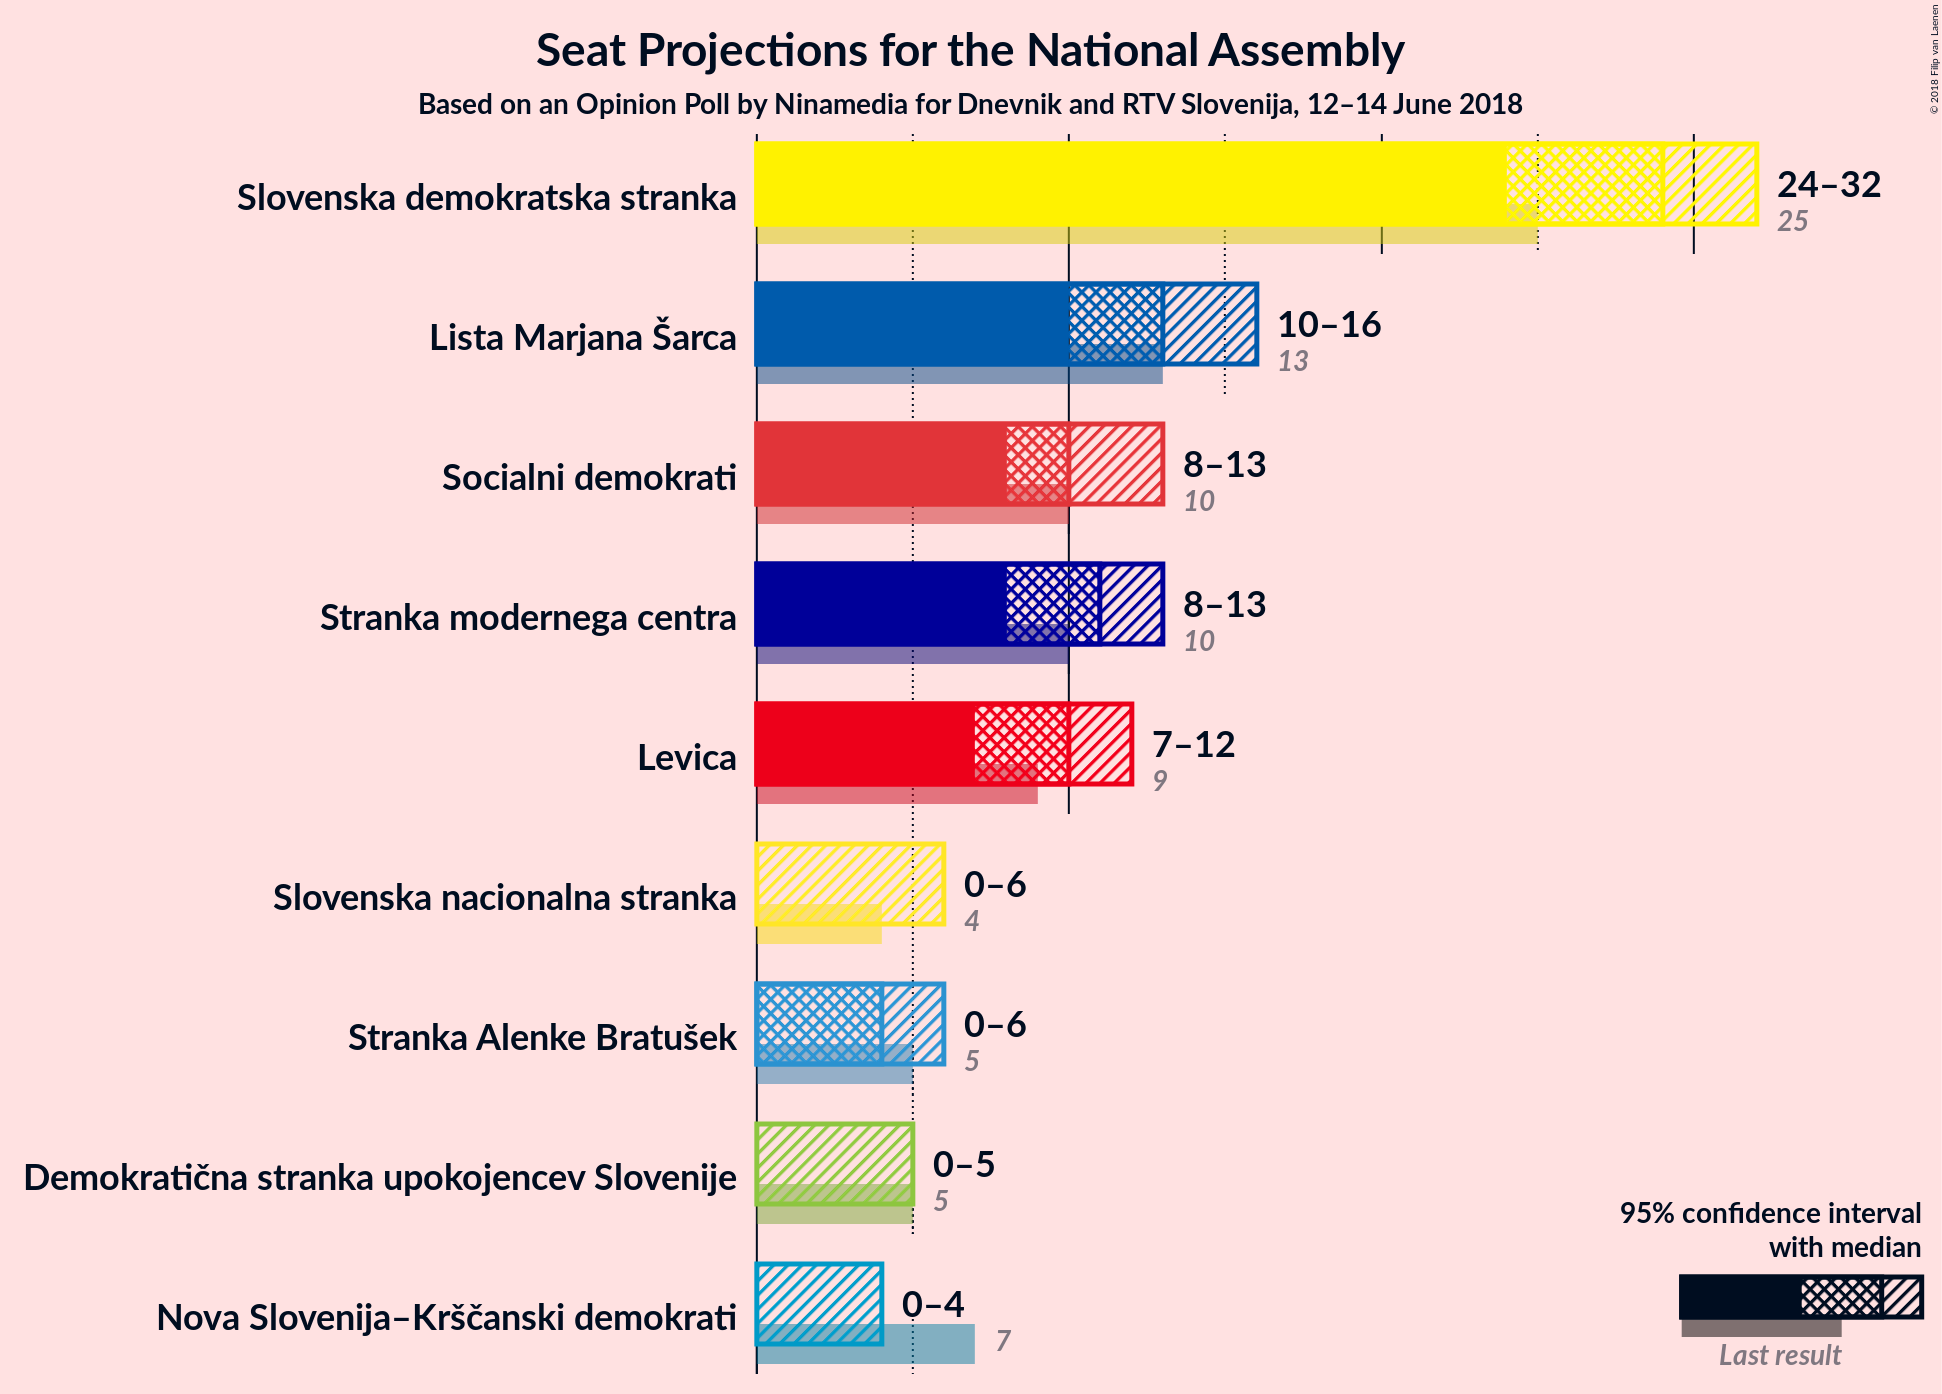 Seat Projections for the National Assembly
Based on an Opinion Poll by Ninamedia for Dnevnik and RTV Slovenija, 12–14 June 2018
© 2018 Filip van Laenen
Slovenska demokratska stranka
24–32
25
Lista Marjana Šarca
10–16
13
Socialni demokrati
8–13
10
Stranka modernega centra
8–13
10
Levica
7–12
9
Slovenska nacionalna stranka
0–6
4
Stranka Alenke Bratušek
0–6
5
Demokratična stranka upokojencev Slovenije
0–5
5
Nova Slovenija–Krščanski demokrati
0–4
7
95% confidence interval
with median
Last result